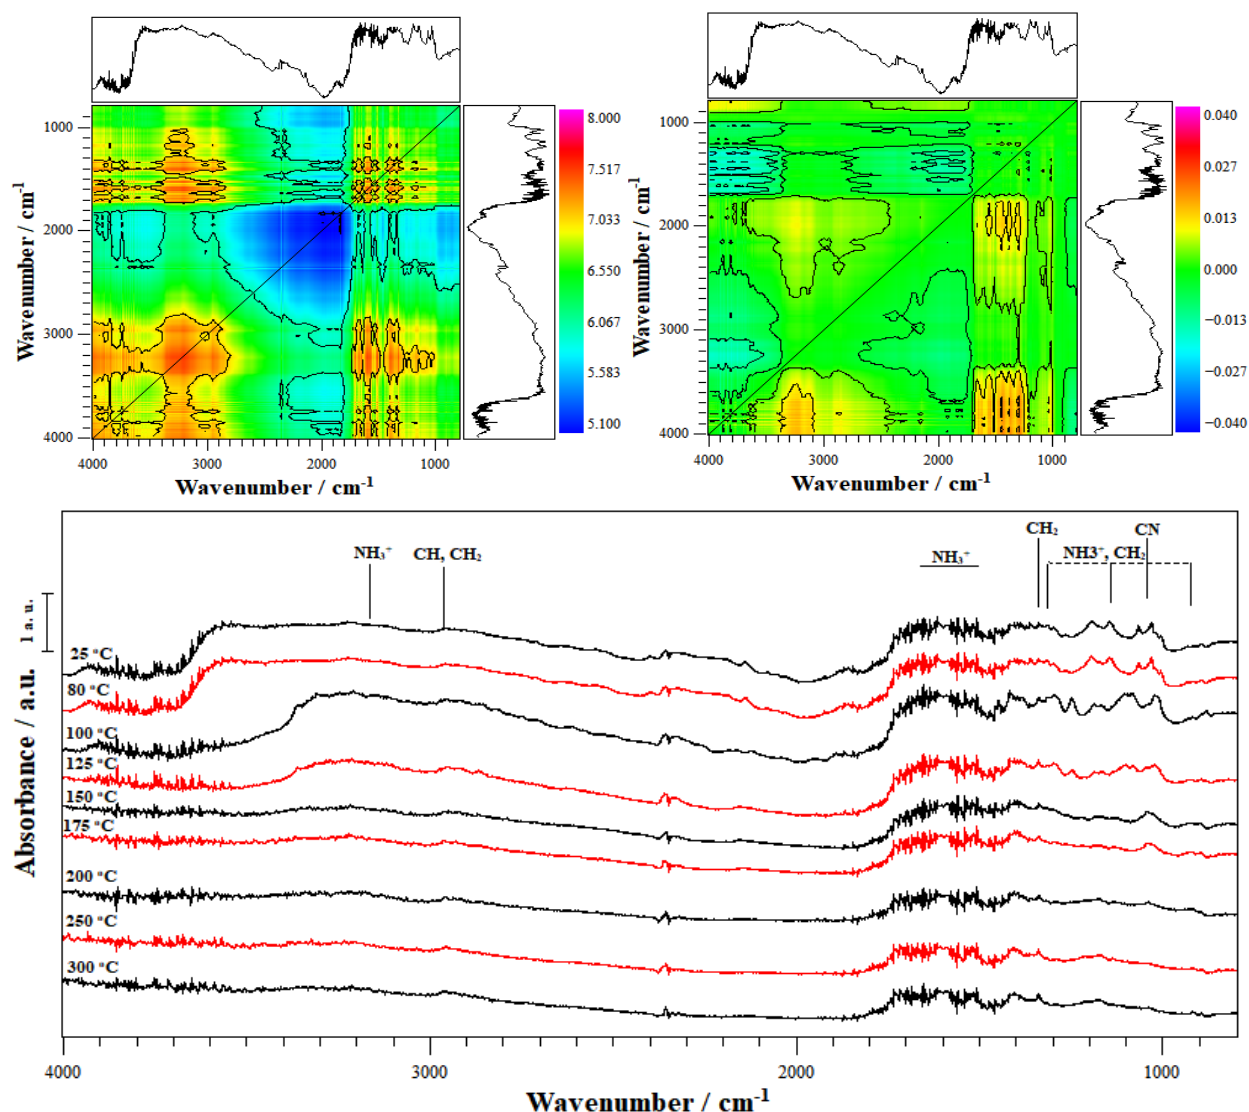 1000
2000
3000
4000
Wavenumber / cm⁻¹
4000 3000 2000 1000
Wavenumber / cm⁻¹
8.000
7.517
7.033
6.550
6.067
5.583
5.100
1000
2000
3000
4000
Wavenumber / cm⁻¹
4000 3000 2000 1000
Wavenumber / cm⁻¹
0.040
0.027
0.013
0.000
−0.013
−0.027
−0.040
NH₃⁺ CH, CH₂ NH₃⁺ CH₂ CN
NH3⁺, CH₂
1 a. u.
25 °C
80 °C
100 °C
125 °C
150 °C
175 °C
200 °C
250 °C
300 °C
Absorbance / a.u.
4000 3000 2000 1000
Wavenumber / cm⁻¹